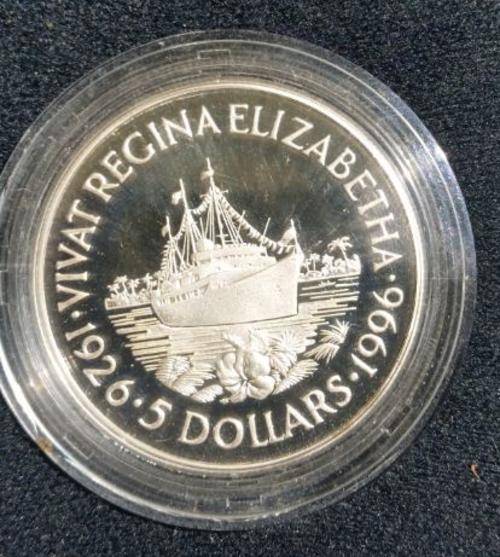 · VIVAT REGINA ELIZABETHA ·
1926 · 5 DOLLARS · 1996